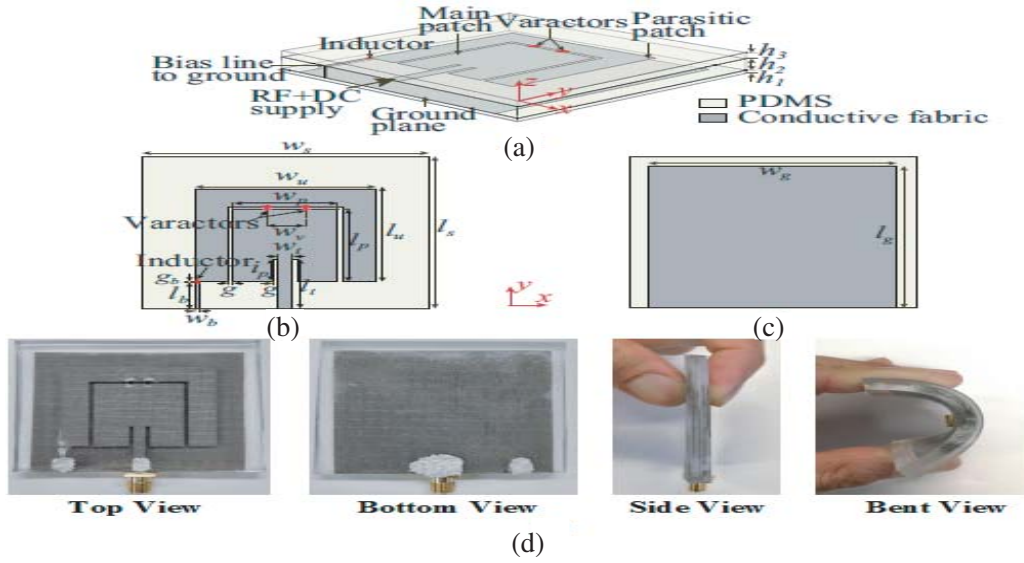 Main patch
Varactors
Parasitic patch
Inductor
Bias line to ground
RF+DC supply
Ground plane
z
y
x
h3
h2
h1
PDMS
Conductive fabric
(a)
ws
wu
wp
Varactors
wv
wt
Inductor
ip
lp
lu
ls
gb
lb
g
g
lt
wb
y
x
(b)
wg
lg
(c)
Top View
Bottom View
Side View
Bent View
(d)